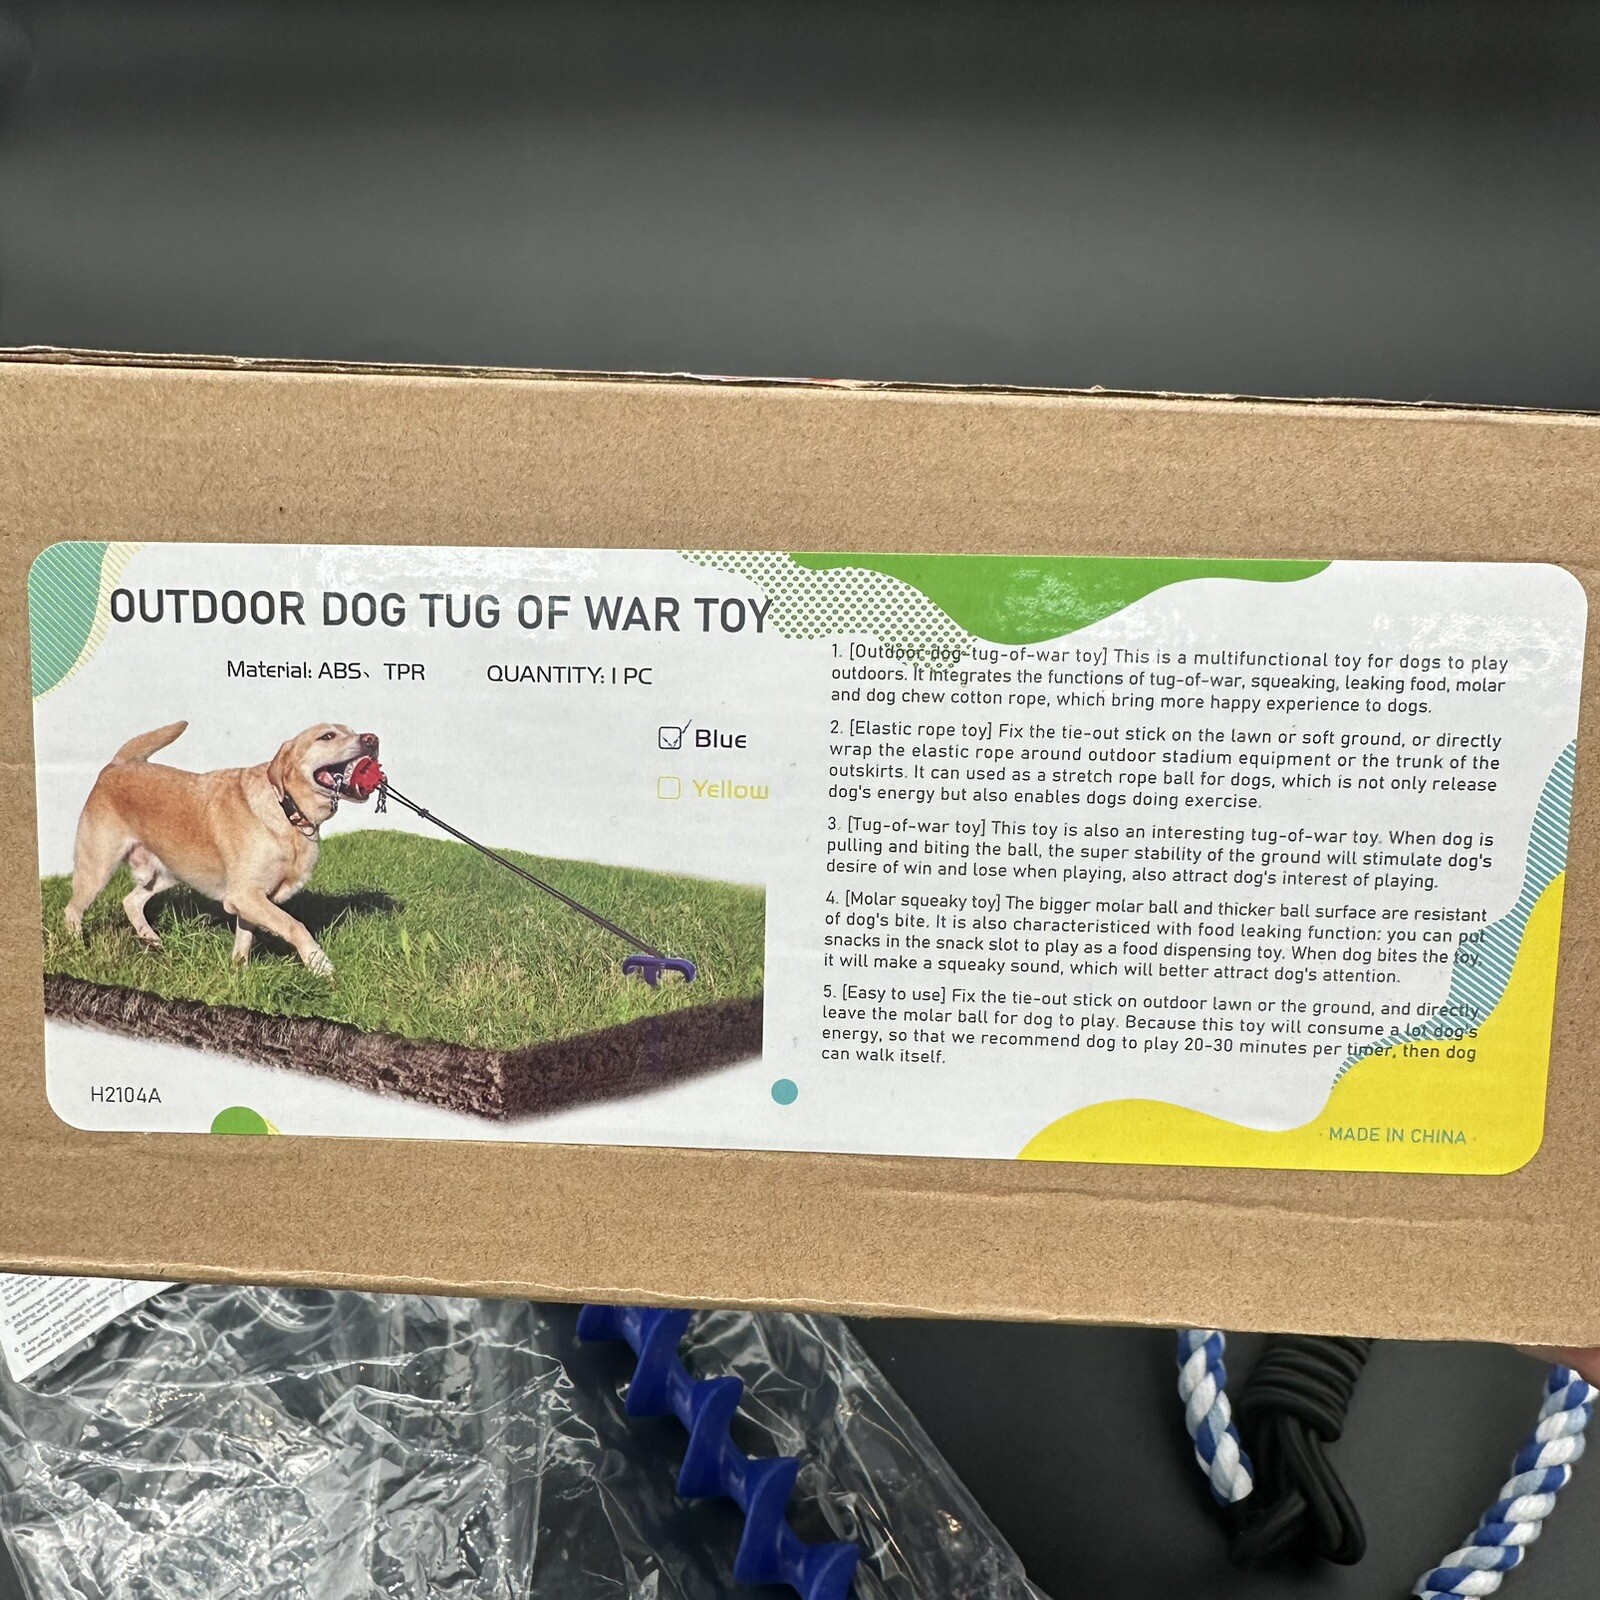 OUTDOOR DOG TUG OF WAR TOY
Material: ABS、TPR QUANTITY: 1 PC
Blue
Yellow
H2104A
1. [Outdoor dog-tug-of-war toy] This is a multifunctional toy for dogs to play
outdoors. It integrates the functions of tug-of-war, squeaking, leaking food, molar
and dog chew cotton rope, which bring more happy experience to dogs.
2. [Elastic rope toy] Fix the tie-out stick on the lawn or soft ground, or directly
wrap the elastic rope around outdoor stadium equipment or the trunk of the
outskirts. It can used as a stretch rope ball for dogs, which is not only release
dog's energy but also enables dogs doing exercise.
3. [Tug-of-war toy] This toy is also an interesting tug-of-war toy. When dog is
pulling and biting the ball, the super stability of the ground will stimulate dog's
desire of win and lose when playing, also attract dog's interest of playing.
4. [Molar squeaky toy] The bigger molar ball and thicker ball surface are resistant
of dog's bite. It is also characteristiced with food leaking function: you can put
snacks in the snack slot to play as a food dispensing toy. When dog bites the toy,
it will make a squeaky sound, which will better attract dog's attention.
5. [Easy to use] Fix the tie-out stick on outdoor lawn or the ground, and directly
leave the molar ball for dog to play. Because this toy will consume a lot dog's
energy, so that we recommend dog to play 20-30 minutes per timer, then dog
can walk itself.
MADE IN CHINA